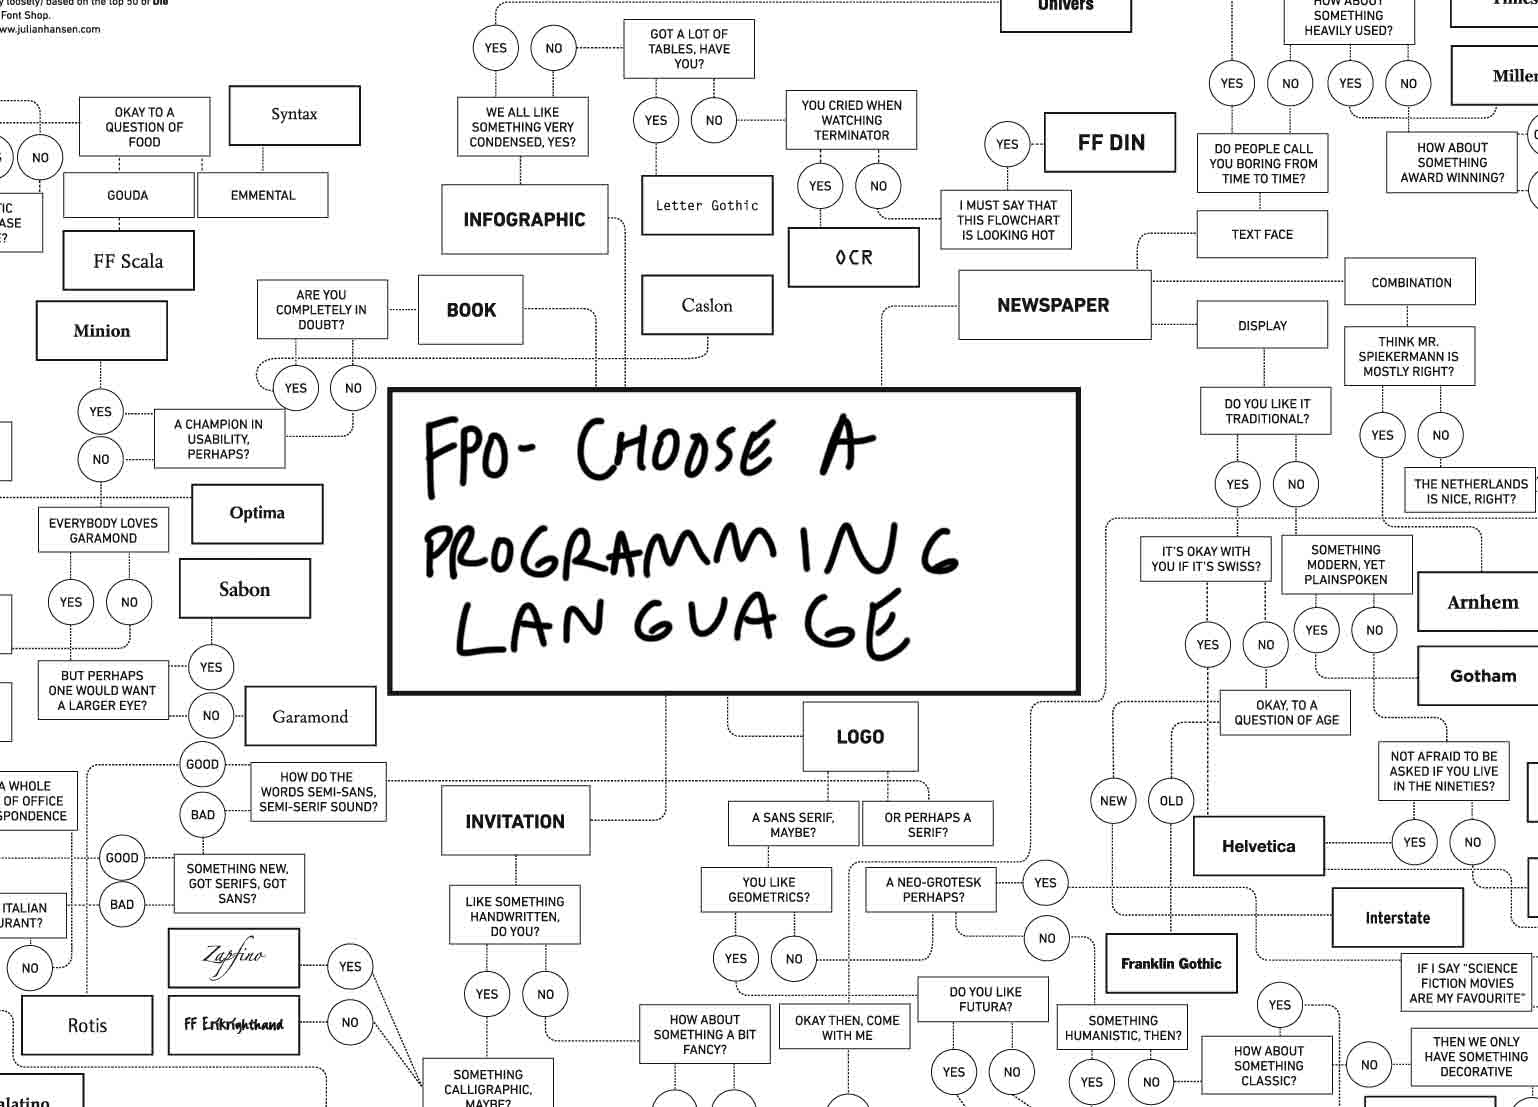 y loosely) based on the top 50 of Die
Font Shop.
ww.julianhansen.com
Univers
YES
NO
GOT A LOT OF
TABLES, HAVE
YOU?
HOW ABOUT
SOMETHING
HEAVILY USED?
Miller
YES
NO
YES
NO
OKAY TO A
QUESTION OF
FOOD
Syntax
WE ALL LIKE
SOMETHING VERY
CONDENSED, YES?
YES
NO
YOU CRIED WHEN
WATCHING
TERMINATOR
YES
FF DIN
DO PEOPLE CALL
YOU BORING FROM
TIME TO TIME?
HOW ABOUT
SOMETHING
AWARD WINNING?
NO
GOUDA
EMMENTAL
INFOGRAPHIC
Letter Gothic
YES
NO
I MUST SAY THAT
THIS FLOWCHART
IS LOOKING HOT
TEXT FACE
FF Scala
OCR
COMBINATION
ARE YOU
COMPLETELY IN
DOUBT?
BOOK
Caslon
NEWSPAPER
DISPLAY
Minion
THINK MR.
SPIEKERMANN IS
MOSTLY RIGHT?
YES
NO
YES
NO
A CHAMPION IN
USABILITY,
PERHAPS?
DO YOU LIKE IT
TRADITIONAL?
YES
NO
FPO- CHOOSE A
PROGRAMMING
LANGUAGE
YES
NO
THE NETHERLANDS
IS NICE, RIGHT?
Optima
EVERYBODY LOVES
GARAMOND
IT'S OKAY WITH
YOU IF IT'S SWISS?
SOMETHING
MODERN, YET
PLAINSPOKEN
Sabon
YES
NO
Arnhem
YES
NO
YES
NO
BUT PERHAPS
ONE WOULD WANT
A LARGER EYE?
YES
NO
Garamond
Gotham
OKAY, TO A
QUESTION OF AGE
LOGO
GOOD
HOW DO THE
WORDS SEMI-SANS,
SEMI-SERIF SOUND?
BAD
NOT AFRAID TO BE
ASKED IF YOU LIVE
IN THE NINETIES?
A WHOLE
OF OFFICE
SPONDENCE
INVITATION
A SANS SERIF,
MAYBE?
OR PERHAPS A
SERIF?
NEW
OLD
Helvetica
YES
NO
GOOD
BAD
SOMETHING NEW,
GOT SERIFS, GOT
SANS?
YOU LIKE
GEOMETRICS?
A NEO-GROTESK
PERHAPS?
YES
NO
ITALIAN
URANT?
NO
LIKE SOMETHING
HANDWRITTEN,
DO YOU?
Interstate
Zapfino
YES
YES
NO
Franklin Gothic
IF I SAY "SCIENCE
FICTION MOVIES
ARE MY FAVOURITE"
YES
NO
DO YOU LIKE
FUTURA?
YES
Rotis
FF Erikrighthand
NO
HOW ABOUT
SOMETHING A BIT
FANCY?
OKAY THEN, COME
WITH ME
SOMETHING
HUMANISTIC, THEN?
HOW ABOUT
SOMETHING
CLASSIC?
NO
THEN WE ONLY
HAVE SOMETHING
DECORATIVE
SOMETHING
CALLIGRAPHIC,
MAYBE?
YES
NO
YES
NO